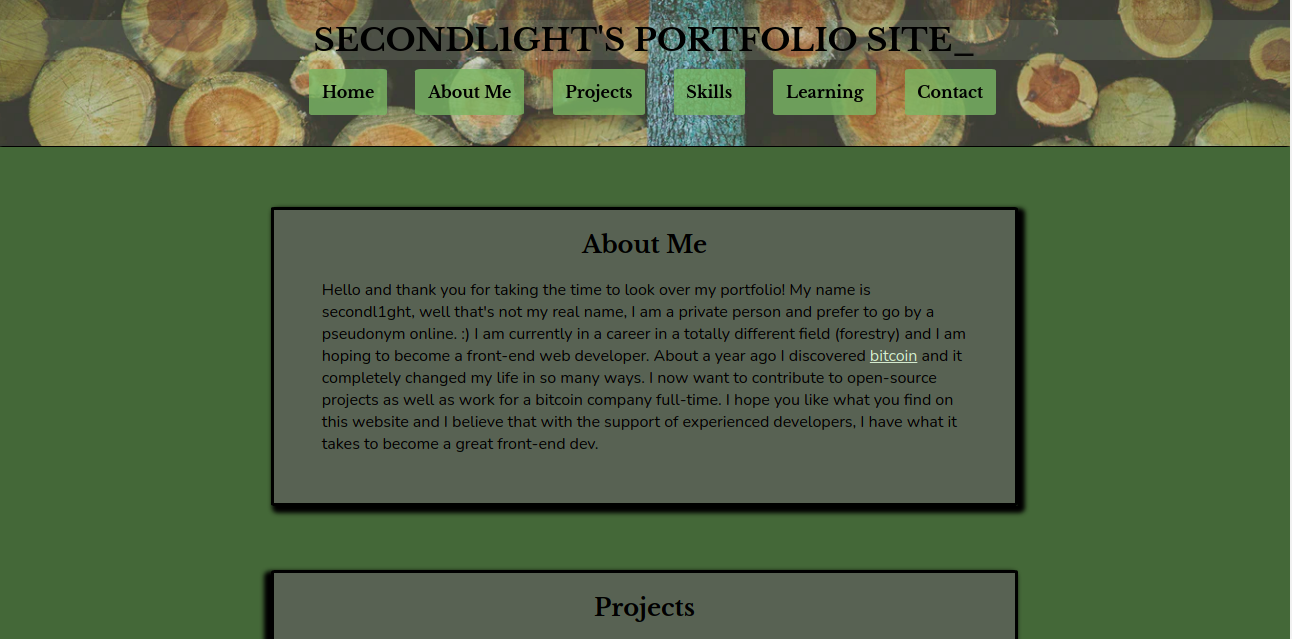 SECONDL1GHT'S PORTFOLIO SITE_
Home About Me Projects Skills Learning Contact
About Me
Hello and thank you for taking the time to look over my portfolio! My name is
secondl1ght, well that's not my real name, I am a private person and prefer to go by a
pseudonym online. :) I am currently in a career in a totally different field (forestry) and I am
hoping to become a front-end web developer. About a year ago I discovered bitcoin and it
completely changed my life in so many ways. I now want to contribute to open-source
projects as well as work for a bitcoin company full-time. I hope you like what you find on
this website and I believe that with the support of experienced developers, I have what it
takes to become a great front-end dev.
Projects